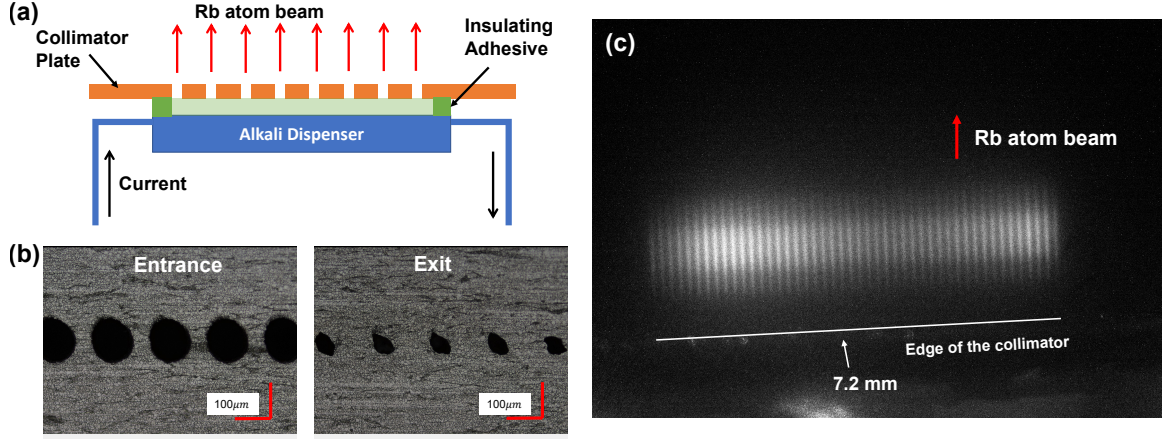 (a)
Rb atom beam
Collimator
Plate
Insulating
Adhesive
Alkali Dispenser
Current
(b)
Entrance
100μm
Exit
100μm
(c)
Rb atom beam
Edge of the collimator
7.2 mm